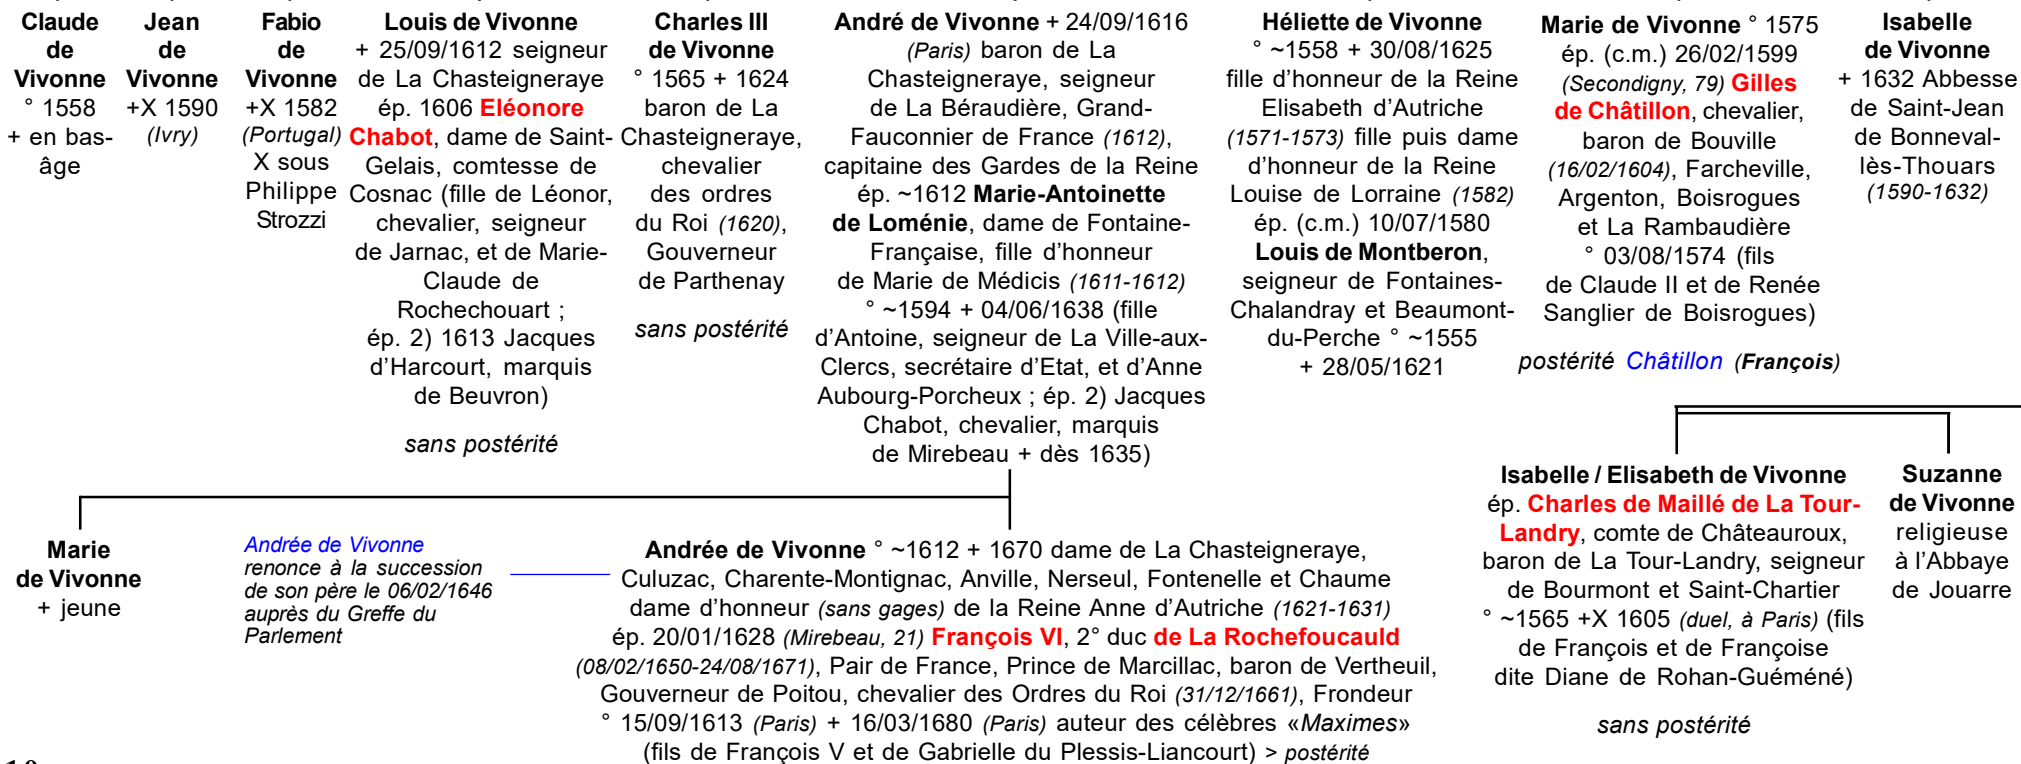 Claude
de
Vivonne
° 1558
+ en bas-
âge
Jean
de
Vivonne
+X 1590
(Ivry)
Fabio
de
Vivonne
+X 1582
(Portugal)
X sous
Philippe
Strozzi
Louis de Vivonne
+ 25/09/1612 seigneur
de La Chasteigneraye
ép. 1606 Eléonore
Chabot, dame de Saint-
Gelais, comtesse de
Cosnac (fille de Léonor,
chevalier, seigneur
de Jarnac, et de Marie-
Claude de
Rochechouart ;
ép. 2) 1613 Jacques
d'Harcourt, marquis
de Beuvron)
sans postérité
Charles III
de Vivonne
° 1565 + 1624
baron de La
Chasteigneraye,
chevalier
des ordres
du Roi (1620),
Gouverneur
de Parthenay
sans postérité
André de Vivonne + 24/09/1616
(Paris) baron de La
Chasteigneraye, seigneur
de La Béraudière, Grand-
Fauconnier de France (1612),
capitaine des Gardes de la Reine
ép. ~1612 Marie-Antoinette
de Loménie, dame de Fontaine-
Française, fille d'honneur
de Marie de Médicis (1611-1612)
° ~1594 + 04/06/1638 (fille
d'Antoine, seigneur de La Ville-aux-
Clercs, secrétaire d'Etat, et d'Anne
Aubourg-Porcheux ; ép. 2) Jacques
Chabot, chevalier, marquis
de Mirebeau + dès 1635)
Héliette de Vivonne
° ~1558 + 30/08/1625
fille d'honneur de la Reine
Elisabeth d'Autriche
(1571-1573) fille puis dame
d'honneur de la Reine
Louise de Lorraine (1582)
ép. (c.m.) 10/07/1580
Louis de Montberon,
seigneur de Fontaines-
Chalandray et Beaumont-
du-Perche ° ~1555
+ 28/05/1621
Marie de Vivonne ° 1575
ép. (c.m.) 26/02/1599
(Secondigny, 79) Gilles
de Châtillon, chevalier,
baron de Bouville
(16/02/1604), Farcheville,
Argenton, Boisrogues
et La Rambaudière
° 03/08/1574 (fils
de Claude II et de Renée
Sanglier de Boisrogues)
postérité Châtillon (François)
Isabelle
de Vivonne
+ 1632 Abbesse
de Saint-Jean
de Bonneval-
lès-Thouars
(1590-1632)
Marie
de Vivonne
+ jeune
Andrée de Vivonne
renonce à la succession
de son père le 06/02/1646
auprès du Greffe du
Parlement
Andrée de Vivonne ° ~1612 + 1670 dame de La Chasteigneraye,
Culuzac, Charente-Montignac, Anville, Nerseul, Fontenelle et Chaume
dame d'honneur (sans gages) de la Reine Anne d'Autriche (1621-1631)
ép. 20/01/1628 (Mirebeau, 21) François VI, 2° duc de La Rochefoucauld
(08/02/1650-24/08/1671), Pair de France, Prince de Marcillac, baron de Vertheuil,
Gouverneur de Poitou, chevalier des Ordres du Roi (31/12/1661), Frondeur
° 15/09/1613 (Paris) + 16/03/1680 (Paris) auteur des célèbres «Maximes»
(fils de François V et de Gabrielle du Plessis-Liancourt) > postérité
Isabelle / Elisabeth de Vivonne
ép. Charles de Maillé de La Tour-
Landry, comte de Châteauroux,
baron de La Tour-Landry, seigneur
de Bourmont et Saint-Chartier
° ~1565 +X 1605 (duel, à Paris) (fils
de François et de Françoise
dite Diane de Rohan-Guéméné)
sans postérité
Suzanne
de Vivonne
religieuse
à l'Abbaye
de Jouarre